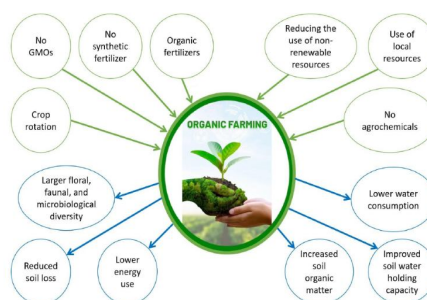 No
GMOs
No
synthetic
fertilizer
Organic
fertilizers
Reducing the
use of non-
renewable
resources
Use of
local
resources
Crop
rotation
ORGANIC FARMING
No
agrochemicals
Larger floral,
faunal, and
microbiological
diversity
Lower water
consumption
Reduced
soil loss
Lower
energy
use
Increased
soil
organic
matter
Improved
soil water
holding
capacity